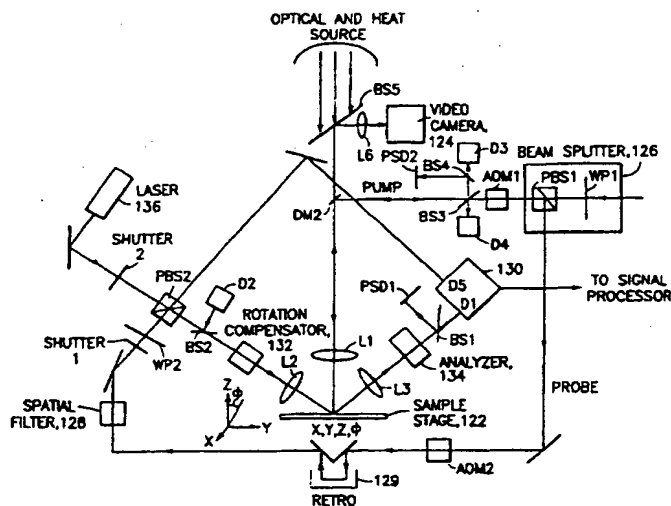 OPTICAL AND HEAT
SOURCE
BS5
VIDEO
CAMERA,
124
L6
D3
PSD2
BS4
BEAM SPLITTER, 126
AOM1
PBS1
WP1
LASER
136
PUMP
DM2
BS3
D4
SHUTTER
2
PBS2
D2
ROTATION
COMPENSATOR,
132
130
PSD1
D5
D1
TO SIGNAL
PROCESSOR
SHUTTER
1
WP2
BS2
L2
L1
L3
BS1
ANALYZER,
134
SPATIAL
FILTER, 128
Z
Φ
Y
X
X,Y,Z,Φ
SAMPLE
STAGE, 122
PROBE
AOM2
129
RETRO